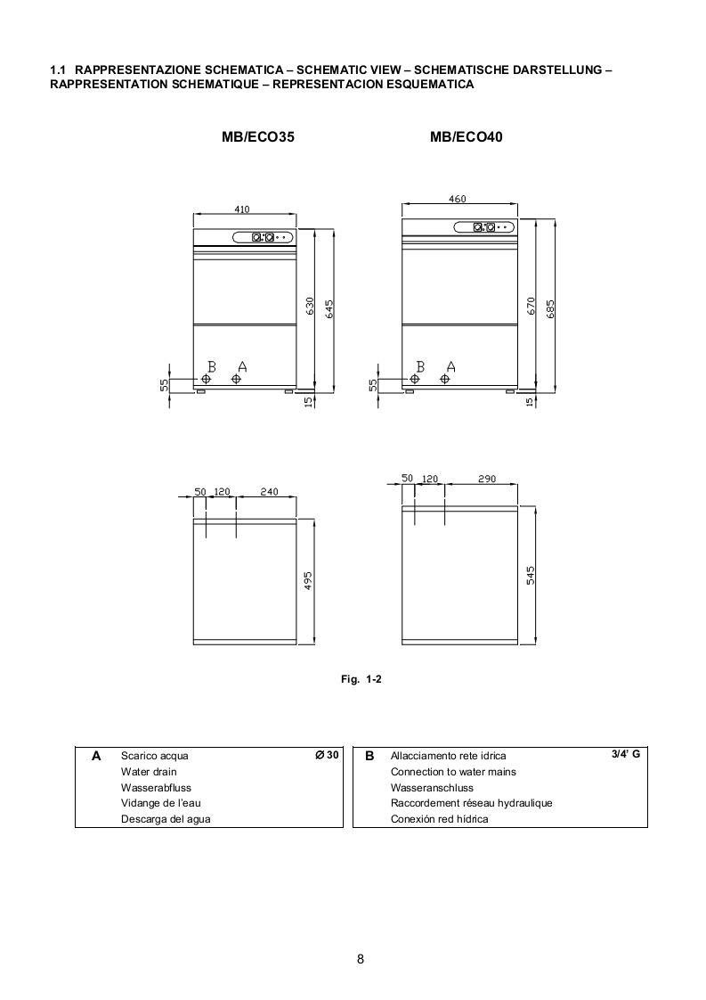 1.1 RAPPRESENTAZIONE SCHEMATICA – SCHEMATIC VIEW – SCHEMATISCHE DARSTELLUNG –
RAPPRESENTATION SCHEMATIQUE – REPRESENTACION ESQUEMATICA
MB/ECO35 MB/ECO40
410
630
645
B A
55
15
460
670
685
B A
55
15
50 120 240
495
50 120 290
545
Fig. 1-2
A Scarico acqua ∅ 30
Water drain
Wasserabfluss
Vidange de l’eau
Descarga del agua
B Allacciamento rete idrica 3/4’ G
Connection to water mains
Wasseranschluss
Raccordement réseau hydraulique
Conexión red hídrica
8